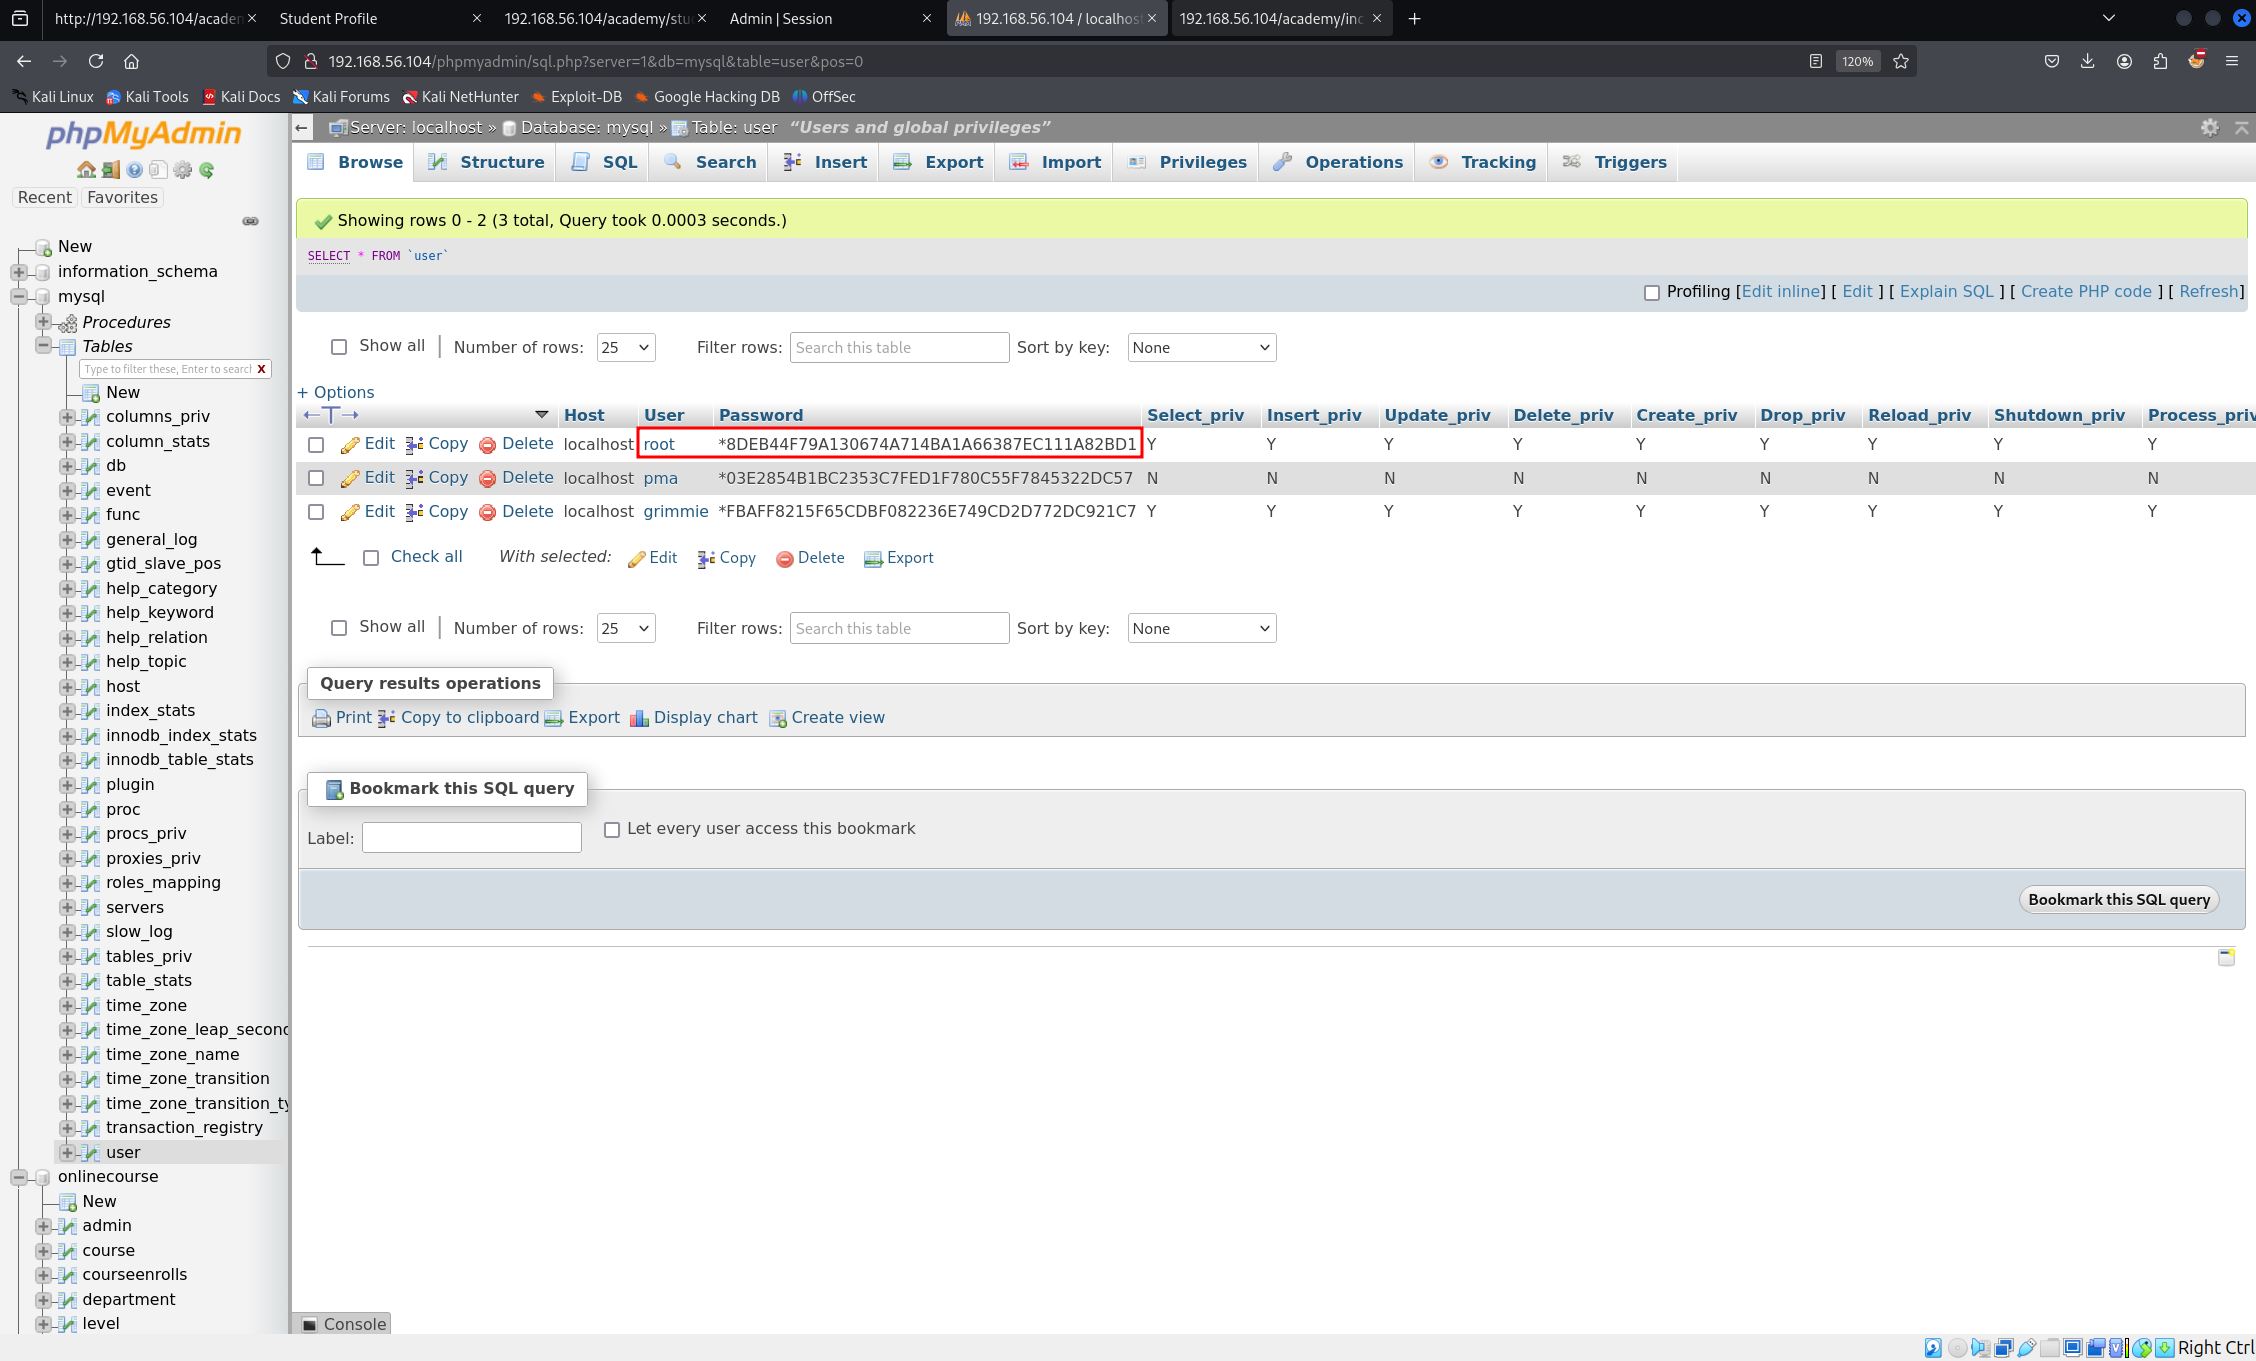 http://192.168.56.104/academ
Student Profile
192.168.56.104/academy/stu
Admin | Session
192.168.56.104 / localhost
192.168.56.104/academy/inc
192.168.56.104/phpmyadmin/sql.php?server=1&db=mysql&table=user&pos=0
120%
Kali Linux Kali Tools Kali Docs Kali Forums Kali NetHunter Exploit-DB Google Hacking DB OffSec
phpMyAdmin
Recent Favorites
New
information_schema
mysql
Procedures
Tables
Type to filter these, Enter to search X
New
columns_priv
column_stats
db
event
func
general_log
gtid_slave_pos
help_category
help_keyword
help_relation
help_topic
host
index_stats
innodb_index_stats
innodb_table_stats
plugin
proc
procs_priv
proxies_priv
roles_mapping
servers
slow_log
tables_priv
table_stats
time_zone
time_zone_leap_second
time_zone_name
time_zone_transition
time_zone_transition_ty
transaction_registry
user
onlinecourse
New
admin
course
courseenrolls
department
level
Server: localhost » Database: mysql » Table: user “Users and global privileges”
Browse Structure SQL Search Insert Export Import Privileges Operations Tracking Triggers
Showing rows 0 - 2 (3 total, Query took 0.0003 seconds.)
SELECT * FROM `user`
Profiling [Edit inline] [ Edit ] [ Explain SQL ] [ Create PHP code ] [ Refresh]
Show all | Number of rows: 25 Filter rows: Search this table Sort by key: None
+ Options
Host User Password Select_priv Insert_priv Update_priv Delete_priv Create_priv Drop_priv Reload_priv Shutdown_priv Process_priv
Edit Copy Delete localhost root *8DEB44F79A130674A714BA1A66387EC111A82BD1 Y Y Y Y Y Y Y Y Y
Edit Copy Delete localhost pma *03E2854B1BC2353C7FED1F780C55F7845322DC57 N N N N N N N N N
Edit Copy Delete localhost grimmie *FBAFF8215F65CDBF082236E749CD2D772DC921C7 Y Y Y Y Y Y Y Y Y
Check all With selected: Edit Copy Delete Export
Show all | Number of rows: 25 Filter rows: Search this table Sort by key: None
Query results operations
Print Copy to clipboard Export Display chart Create view
Bookmark this SQL query
Label: Let every user access this bookmark
Bookmark this SQL query
Console
Right Ctrl